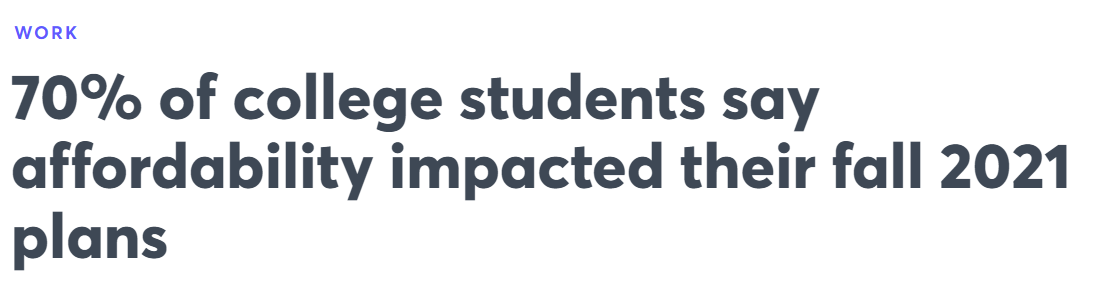 WORK
70% of college students say
affordability impacted their fall 2021
plans